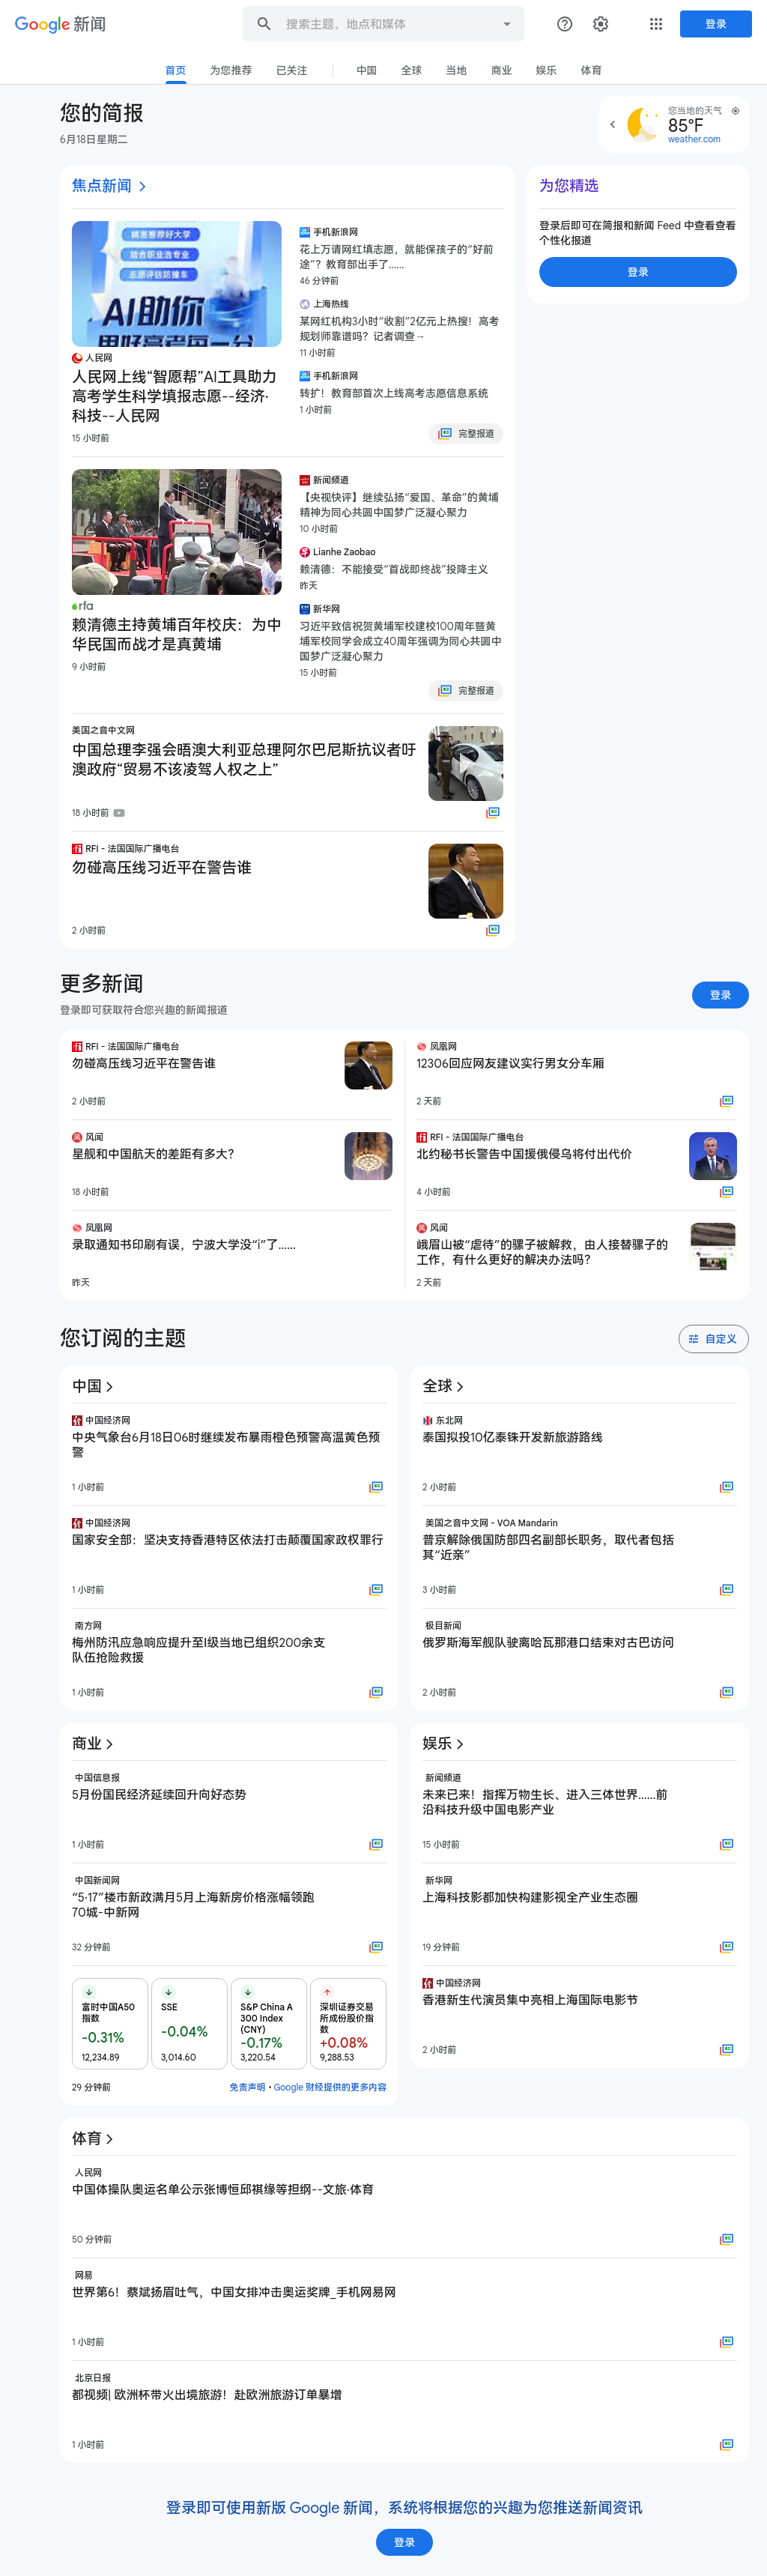 Google 新闻
搜索主题、地点和媒体
登录
首页
为您推荐
已关注
中国
全球
当地
商业
娱乐
体育
您的简报
6月18日星期二
您当地的天气
85°F
weather.com
焦点新闻
精准推荐好大学
结合职业选专业
志愿评估防撞车
AI助你
用好高考每一分
人民网
人民网上线“智愿帮”AI工具助力
高考学生科学填报志愿--经济·
科技--人民网
15 小时前
手机新浪网
花上万请网红填志愿，就能保孩子的“好前
途”？教育部出手了……
46 分钟前
上海热线
某网红机构3小时“收割”2亿元上热搜！高考
规划师靠谱吗？记者调查→
11 小时前
手机新浪网
转扩！教育部首次上线高考志愿信息系统
1 小时前
完整报道
rfa
赖清德主持黄埔百年校庆：为中
华民国而战才是真黄埔
9 小时前
新闻频道
【央视快评】继续弘扬“爱国、革命”的黄埔
精神为同心共圆中国梦广泛凝心聚力
10 小时前
Lianhe Zaobao
赖清德：不能接受“首战即终战”投降主义
昨天
新华网
习近平致信祝贺黄埔军校建校100周年暨黄
埔军校同学会成立40周年强调为同心共圆中
国梦广泛凝心聚力
15 小时前
完整报道
美国之音中文网
中国总理李强会晤澳大利亚总理阿尔巴尼斯抗议者吁
澳政府“贸易不该凌驾人权之上”
18 小时前
RFI - 法国国际广播电台
勿碰高压线习近平在警告谁
2 小时前
为您精选
登录后即可在简报和新闻 Feed 中查看查看
个性化报道
登录
更多新闻
登录即可获取符合您兴趣的新闻报道
登录
RFI - 法国国际广播电台
勿碰高压线习近平在警告谁
2 小时前
凤凰网
12306回应网友建议实行男女分车厢
2 天前
风闻
星舰和中国航天的差距有多大？
18 小时前
RFI - 法国国际广播电台
北约秘书长警告中国援俄侵乌将付出代价
4 小时前
凤凰网
录取通知书印刷有误，宁波大学没“i”了……
昨天
风闻
峨眉山被“虐待”的骡子被解救，由人接替骡子的
工作，有什么更好的解决办法吗？
2 天前
您订阅的主题
自定义
中国
中国经济网
中央气象台6月18日06时继续发布暴雨橙色预警高温黄色预
警
1 小时前
中国经济网
国家安全部：坚决支持香港特区依法打击颠覆国家政权罪行
1 小时前
南方网
梅州防汛应急响应提升至Ⅰ级当地已组织200余支
队伍抢险救援
1 小时前
全球
东北网
泰国拟投10亿泰铢开发新旅游路线
2 小时前
美国之音中文网 - VOA Mandarin
普京解除俄国防部四名副部长职务，取代者包括
其“近亲”
3 小时前
极目新闻
俄罗斯海军舰队驶离哈瓦那港口结束对古巴访问
2 小时前
商业
中国信息报
5月份国民经济延续回升向好态势
1 小时前
中国新闻网
“5·17”楼市新政满月5月上海新房价格涨幅领跑
70城-中新网
32 分钟前
富时中国A50
指数
-0.31%
12,234.89
SSE
-0.04%
3,014.60
S&P China A
300 Index
(CNY)
-0.17%
3,220.54
深圳证券交易
所成份股价指
数
+0.08%
9,288.53
29 分钟前
免责声明 • Google 财经提供的更多内容
娱乐
新闻频道
未来已来！指挥万物生长、进入三体世界……前
沿科技升级中国电影产业
15 小时前
新华网
上海科技影都加快构建影视全产业生态圈
19 分钟前
中国经济网
香港新生代演员集中亮相上海国际电影节
2 小时前
体育
人民网
中国体操队奥运名单公示张博恒邱祺缘等担纲--文旅·体育
50 分钟前
网易
世界第6！蔡斌扬眉吐气，中国女排冲击奥运奖牌_手机网易网
1 小时前
北京日报
都视频| 欧洲杯带火出境旅游！赴欧洲旅游订单暴增
1 小时前
登录即可使用新版 Google 新闻，系统将根据您的兴趣为您推送新闻资讯
登录